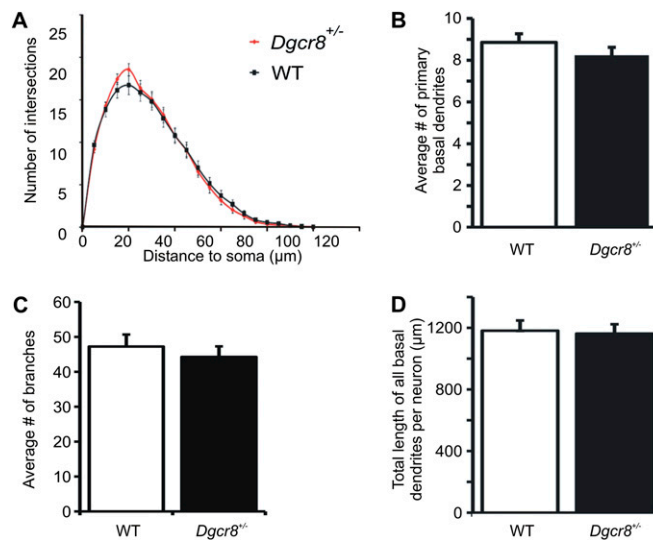 A
Number of intersections
25
20
15
10
5
0
0 20 40 60 80 100 120
Distance to soma (µm)
Dgcr8+/-
WT
B
Average # of primary
basal dendrites
10
8
6
4
2
0
WT Dgcr8+/-
C
Average # of branches
60
50
40
30
20
10
0
WT Dgcr8+/-
D
Total length of all basal
dendrites per neuron (µm)
1200
800
400
0
WT Dgcr8+/-